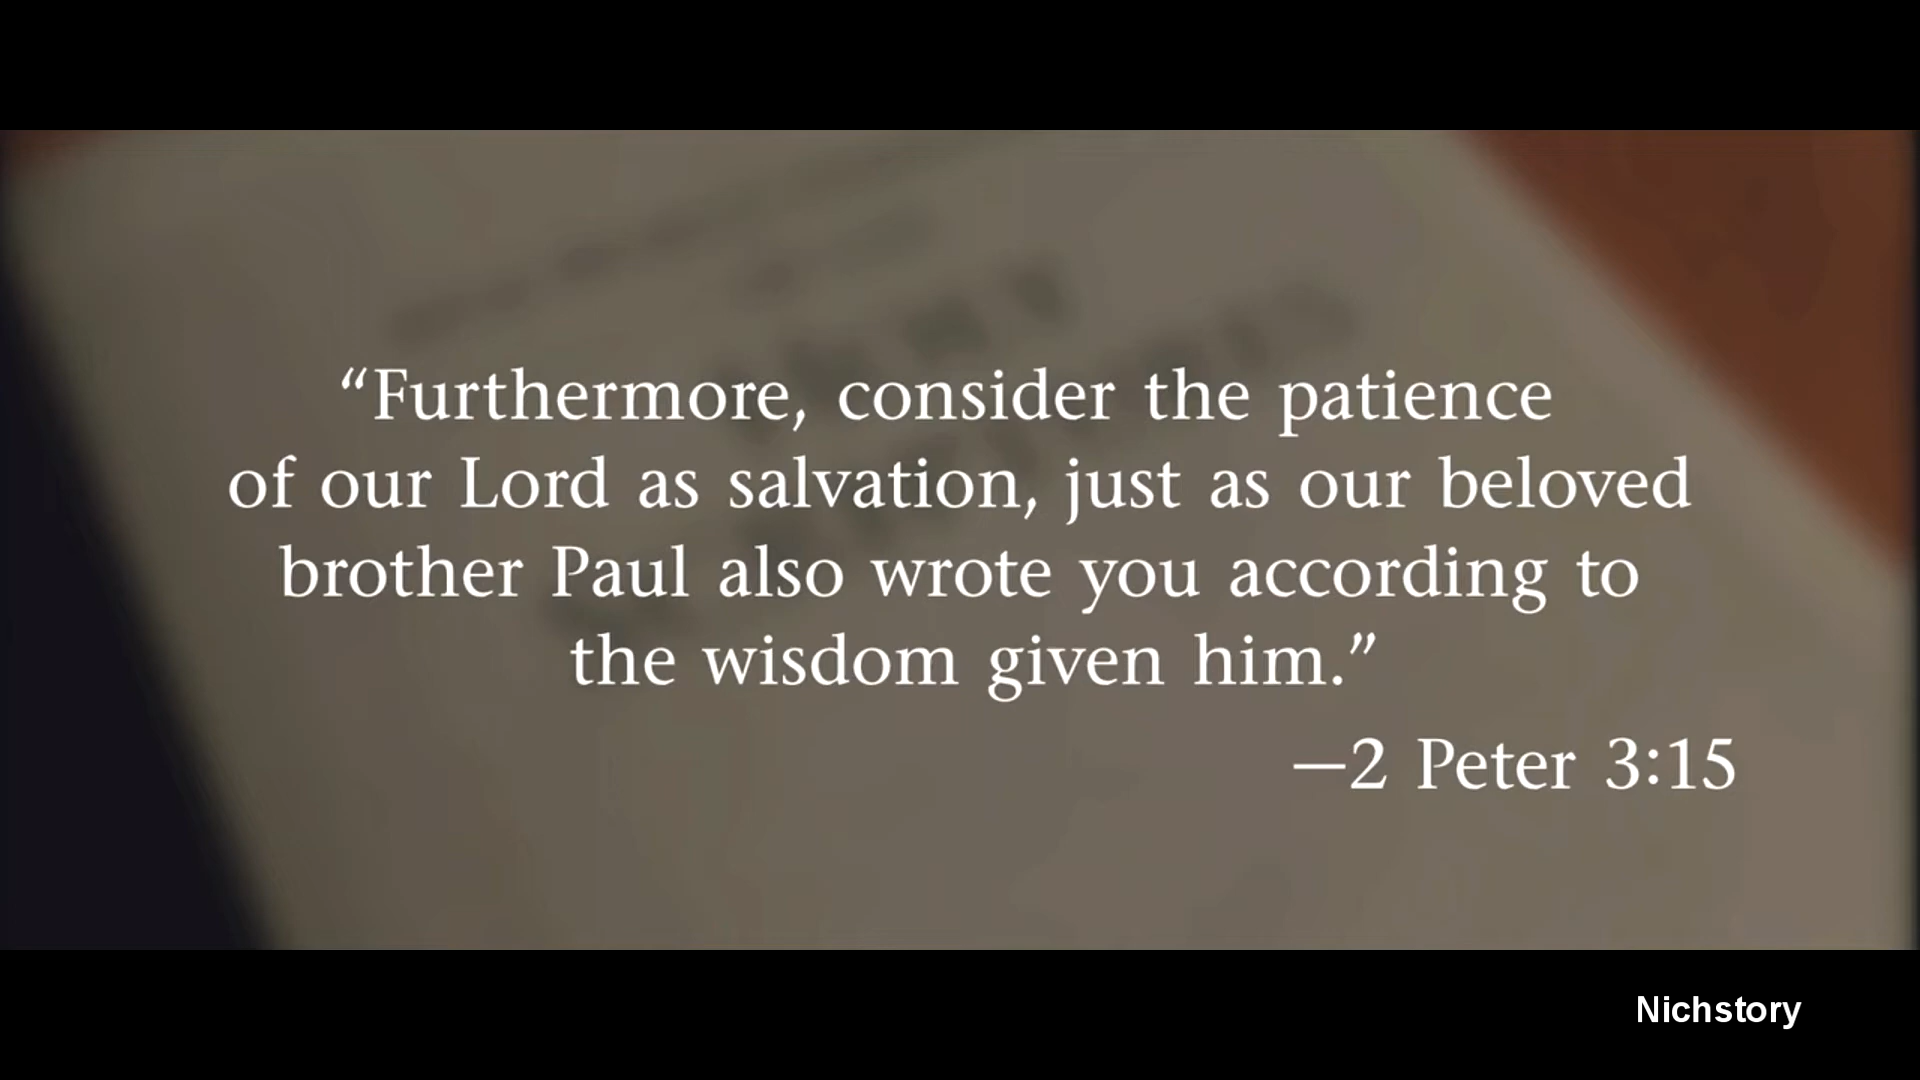 “Furthermore, consider the patience
of our Lord as salvation, just as our beloved
brother Paul also wrote you according to
the wisdom given him.”
—2 Peter 3:15
Nichstory